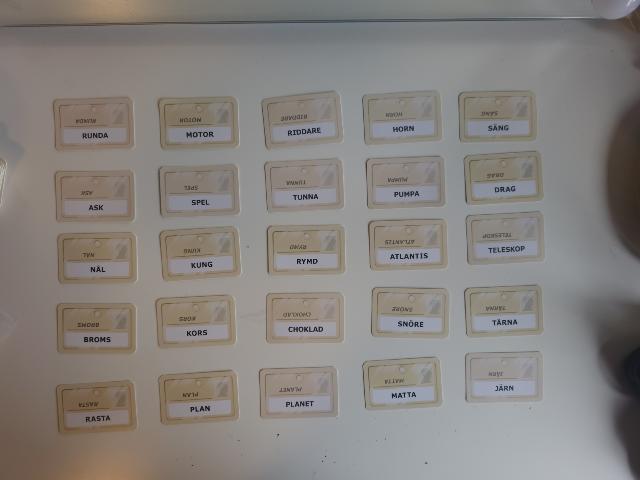 RUNDA MOTOR RIDDARE HORN SÄNG
ASK SPEL TUNNA PUMPA DRAG
NÅL KUNG RYMD ATLANTIS TELESKOP
BROMS KORS CHOKLAD SNÖRE TÄRNA
RASTA PLAN PLANET MATTA JÄRN